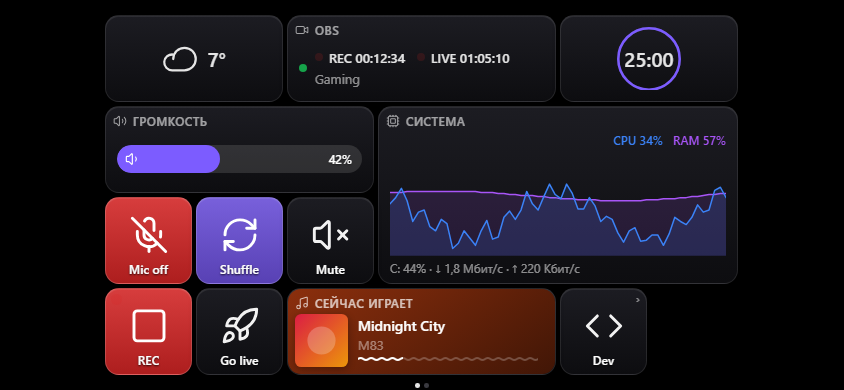 7°
OBS
REC 00:12:34 LIVE 01:05:10
Gaming
25:00
ГРОМКОСТЬ
42%
СИСТЕМА
CPU 34% RAM 57%
C: 44% · ↓ 1,8 Мбит/с · ↑ 220 Кбит/с
Mic off
Shuffle
Mute
REC
Go live
СЕЙЧАС ИГРАЕТ
Midnight City
M83
Dev